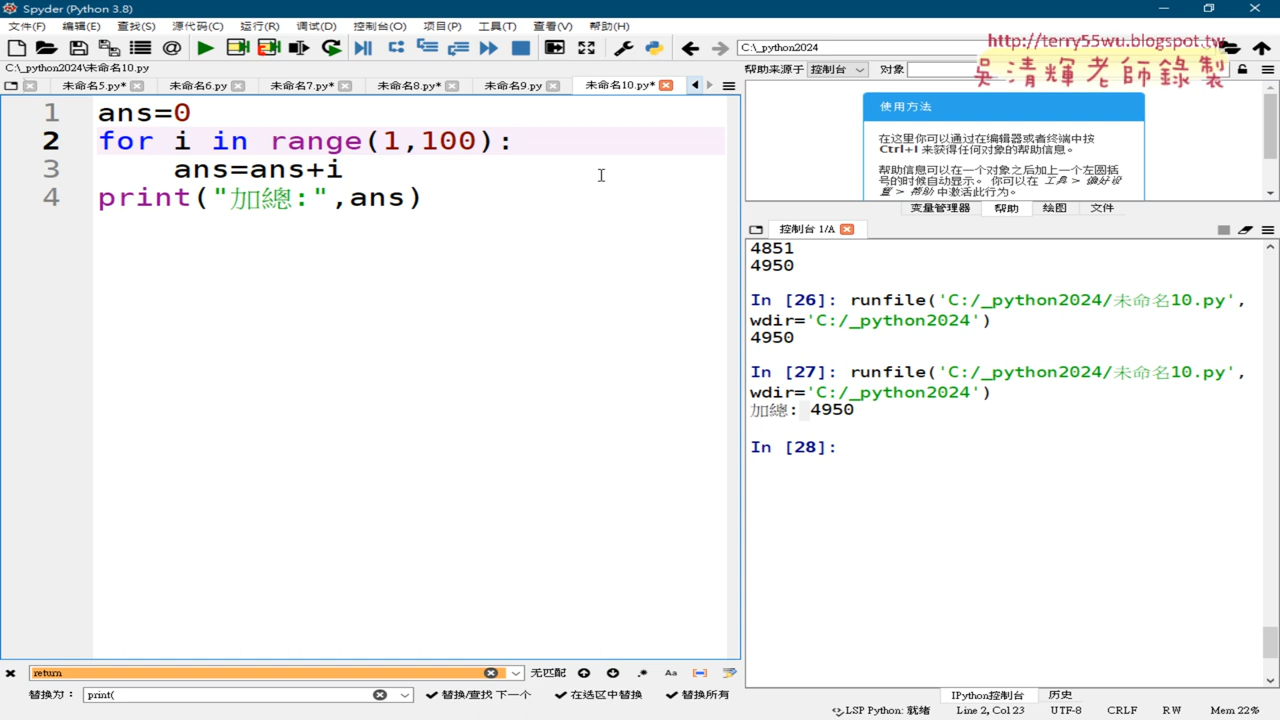 Spyder (Python 3.8)
文件(F) 编辑(E) 查找(S) 源代码(C) 运行(R) 调试(D) 控制台(O) 项目(P) 工具(T) 查看(V) 帮助(H)
C:\_python2024
http://terry55wu.blogspot.tw
吳清輝老師錄製
C:\_python2024\未命名10.py
帮助来源于 控制台 对象
未命名5.py* 未命名6.py 未命名7.py* 未命名8.py* 未命名9.py 未命名10.py*
1 ans=0
2 for i in range(1,100):
3 ans=ans+i
4 print("加總:",ans)
使用方法
在这里你可以通过在编辑器或者终端中按
Ctrl+I 来获得任何对象的帮助信息。
帮助信息可以在一个对象之后加上一个左圆括
号的时候自动显示。 你可以在 工具 > 偏好设
置 > 帮助 中激活此行为。
变量管理器 帮助 绘图 文件
控制台 1/A
4851
4950
In [26]: runfile('C:/_python2024/未命名10.py',
wdir='C:/_python2024')
4950
In [27]: runfile('C:/_python2024/未命名10.py',
wdir='C:/_python2024')
加總: 4950
In [28]:
return 无匹配 Aa
替换为： print( 替换/查找 下一个 在选区中替换 替换所有
IPython控制台 历史
LSP Python: 就绪 Line 2, Col 23 UTF-8 CRLF RW Mem 22%